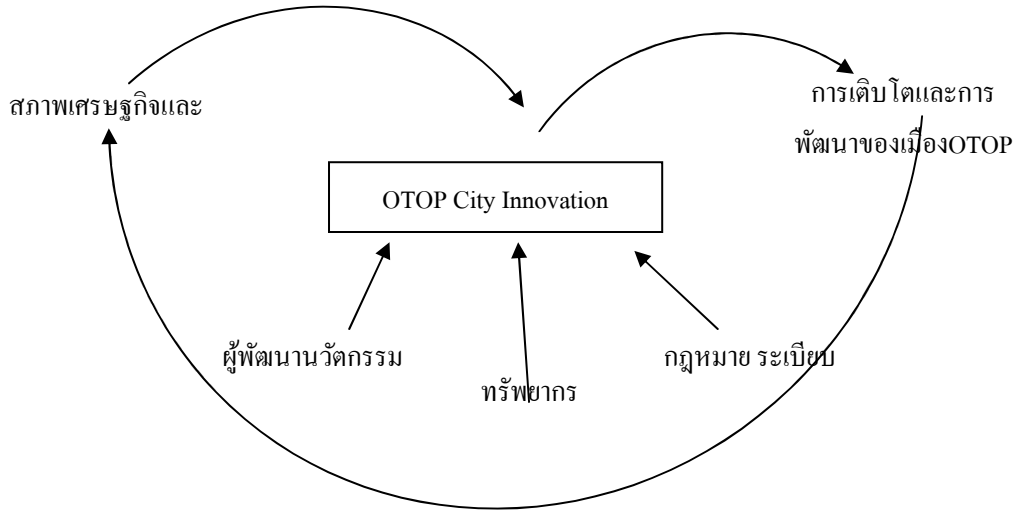 สภาพเศรษฐกิจและ
การเติบโตและการ
พัฒนาของเมืองOTOP
OTOP City Innovation
ผู้พัฒนานวัตกรรม
กฎหมาย ระเบียบ
ทรัพยากร